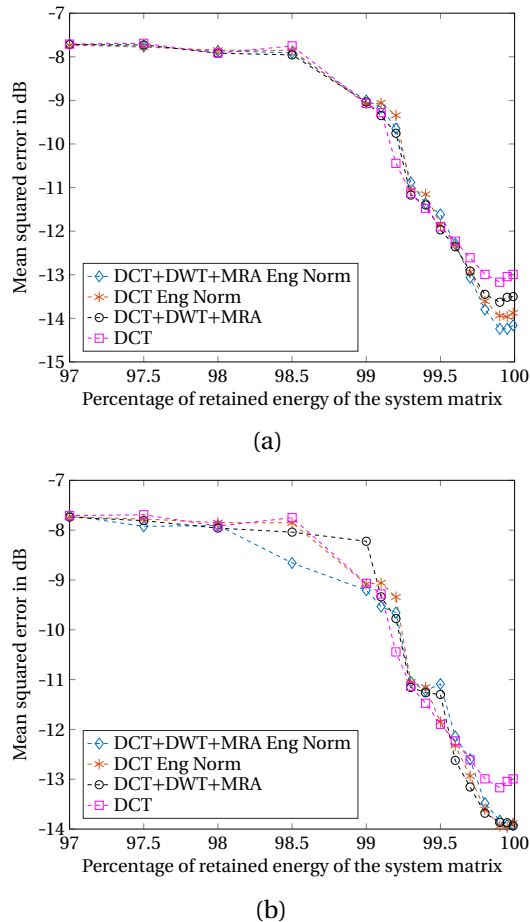 −7
−8
−9
−10
−11
−12
−13
−14
−15
Mean squared error in dB
DCT+DWT+MRA Eng Norm
DCT Eng Norm
DCT+DWT+MRA
DCT
97 97.5 98 98.5 99 99.5 100
Percentage of retained energy of the system matrix
(a)
−7
−8
−9
−10
−11
−12
−13
−14
Mean squared error in dB
DCT+DWT+MRA Eng Norm
DCT Eng Norm
DCT+DWT+MRA
DCT
97 97.5 98 98.5 99 99.5 100
Percentage of retained energy of the system matrix
(b)